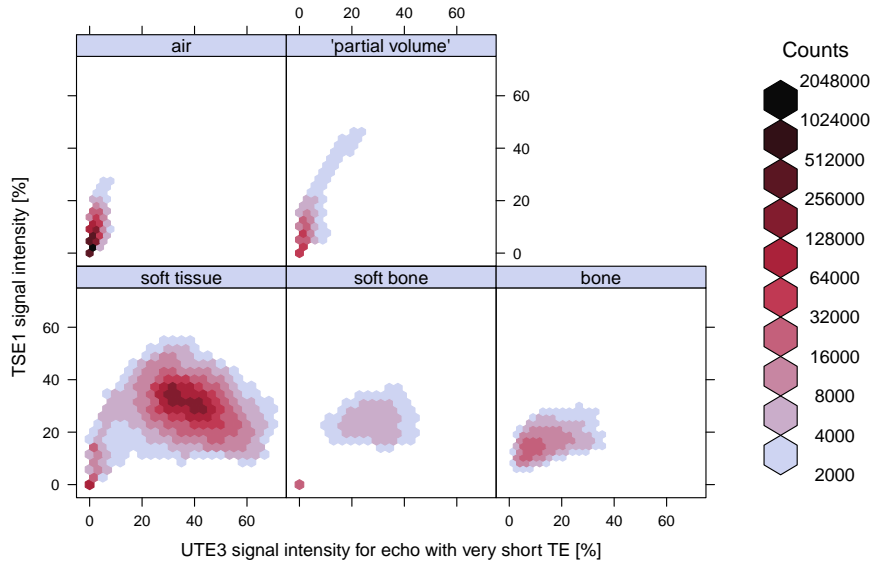 0 20 40 60
air 'partial volume'
60
40
20
0
soft tissue soft bone bone
60
40
20
0
0 20 40 60 0 20 40 60
TSE1 signal intensity [%]
UTE3 signal intensity for echo with very short TE [%]
Counts
2048000
1024000
512000
256000
128000
64000
32000
16000
8000
4000
2000